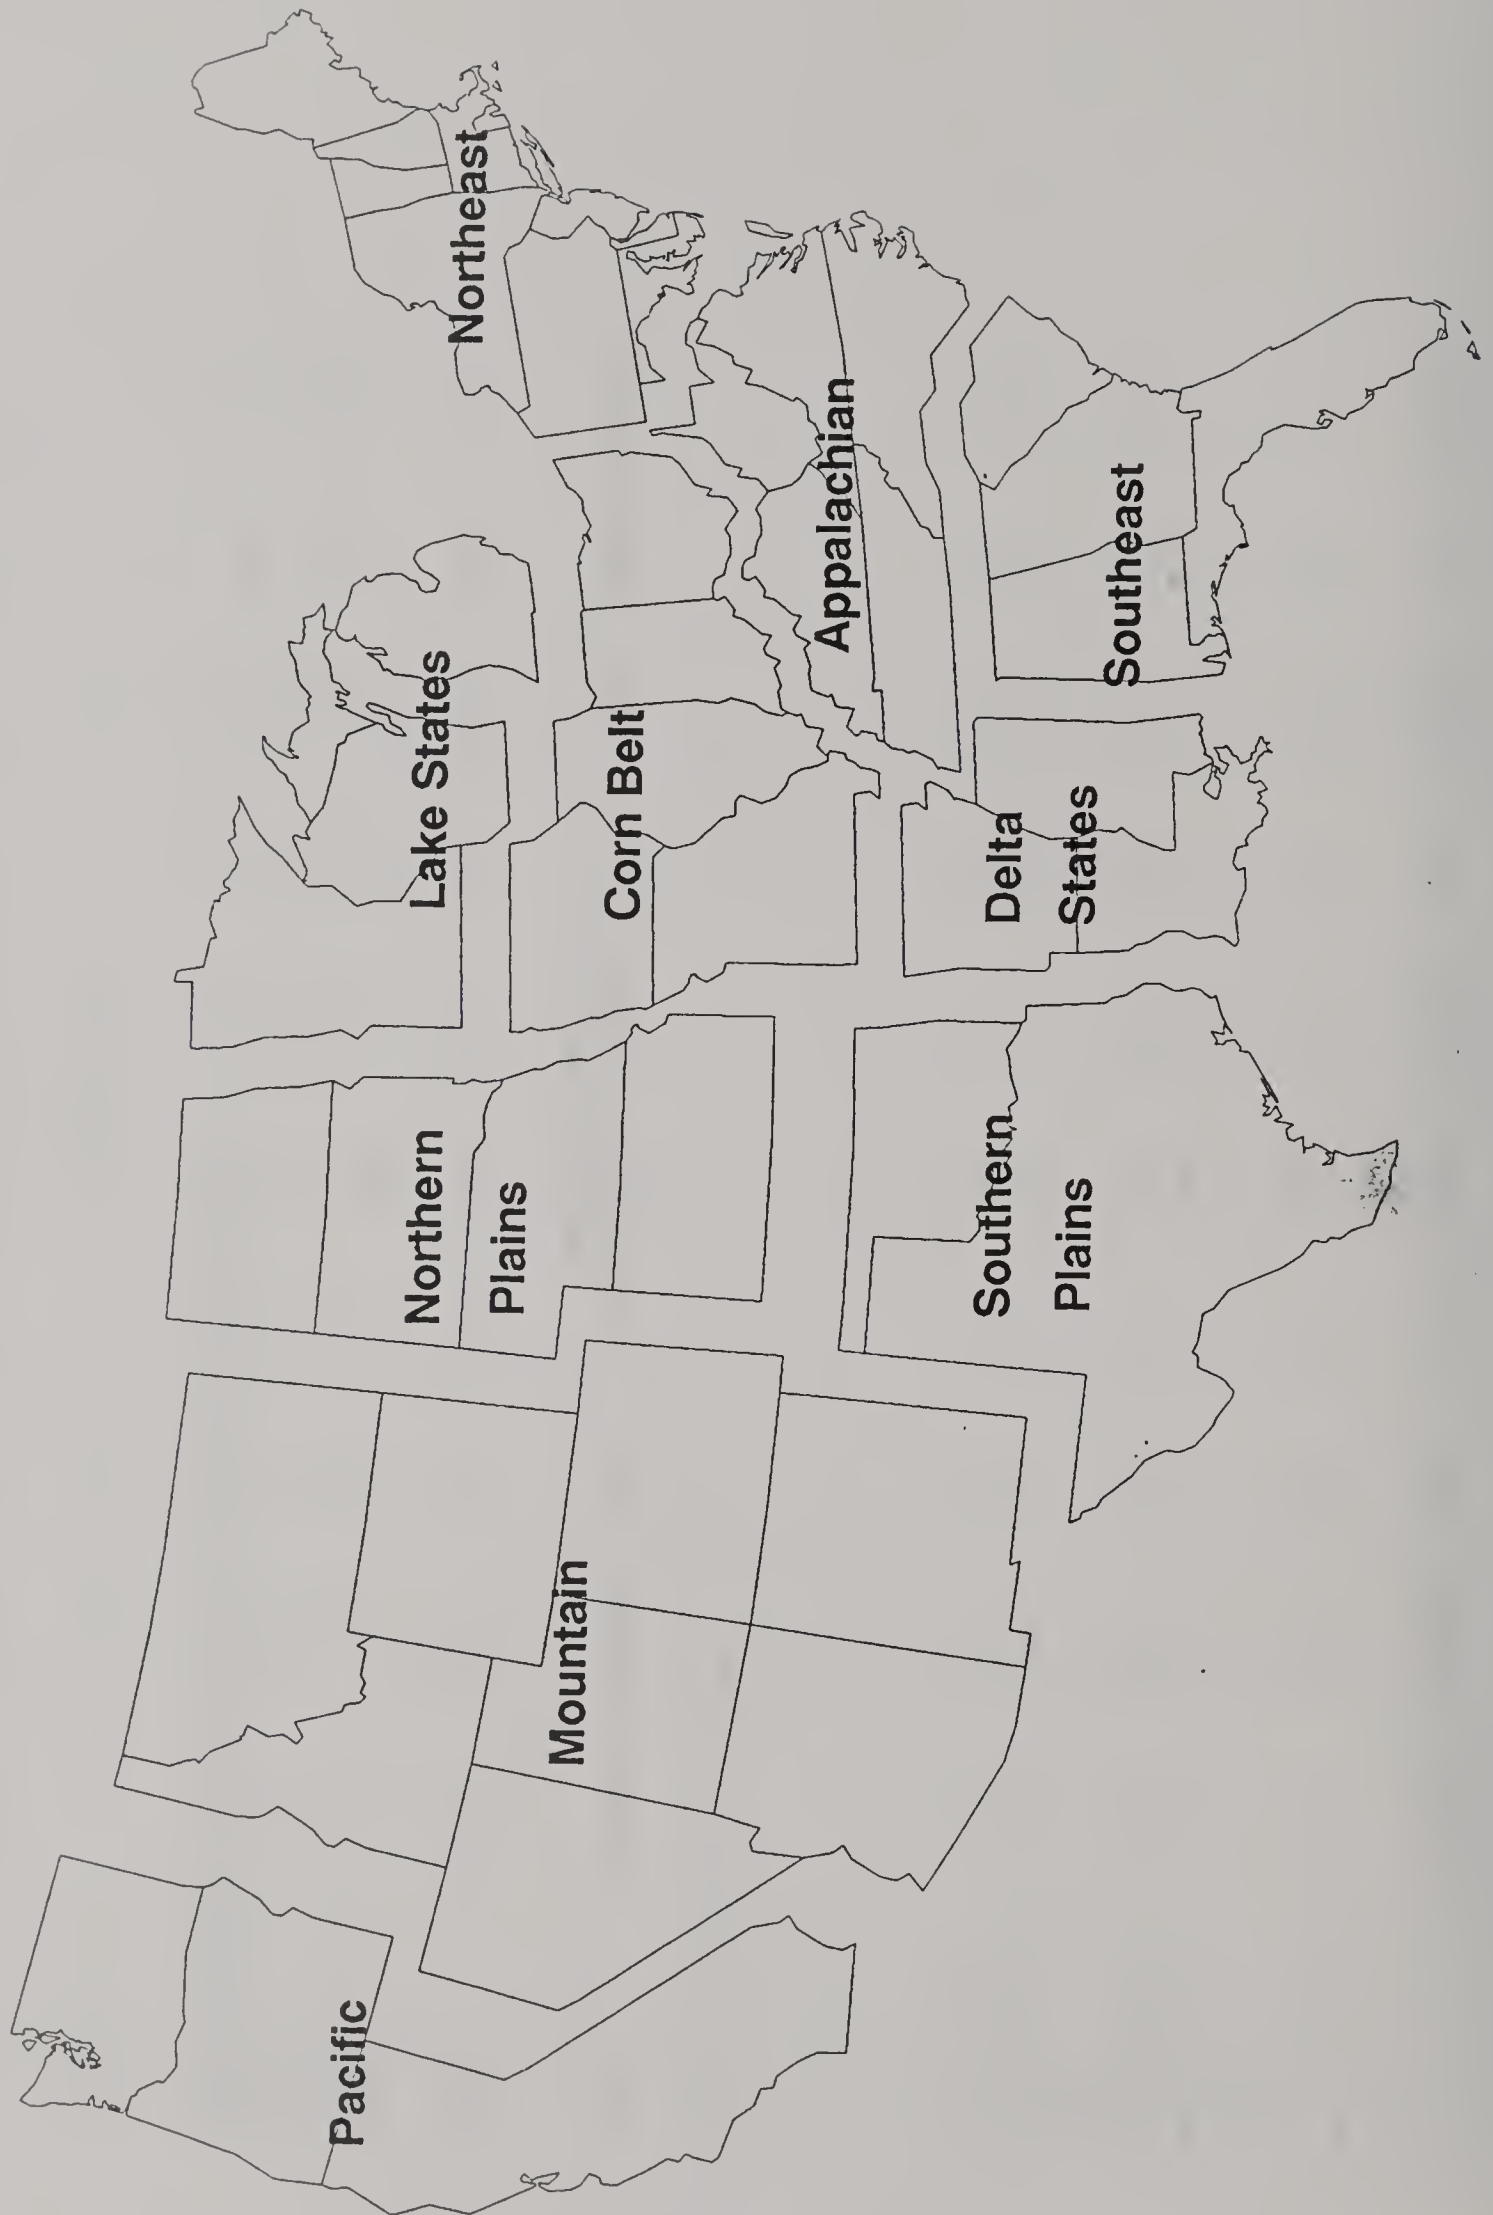 Pacific
Mountain
Northern
Plains
Southern
Plains
Lake States
Corn Belt
Delta
States
Northeast
Appalachian
Southeast